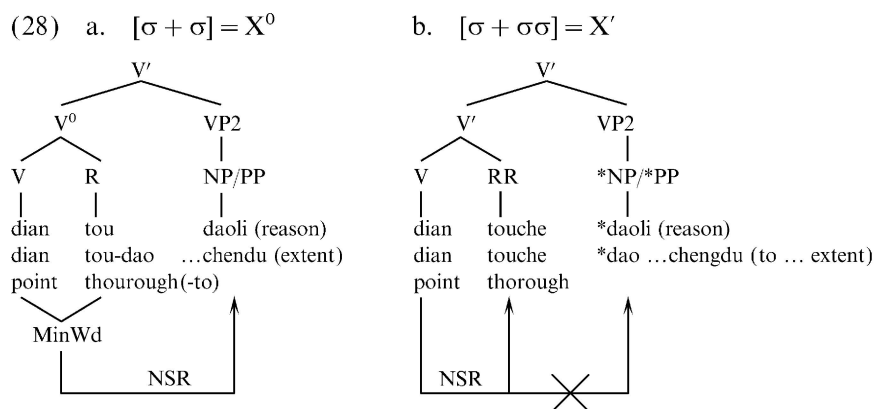 (28) a. [σ + σ] = X⁰ b. [σ + σσ] = X′
V′ V′
V⁰ VP2 V′ VP2
V R NP/PP V RR *NP/*PP
dian tou daoli (reason) dian touche *daoli (reason)
dian tou-dao …chendu (extent) dian touche *dao …chengdu (to … extent)
point thourough(-to) point thorough
MinWd
NSR NSR